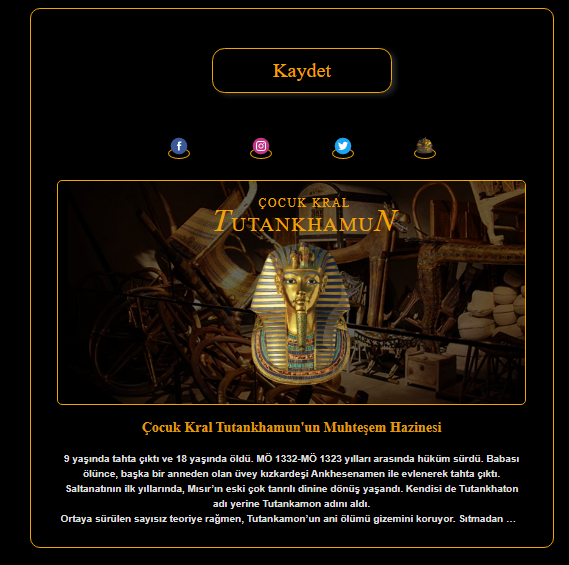 Kaydet
ÇOCUK KRAL
TUTANKHAMUN
Çocuk Kral Tutankhamun'un Muhteşem Hazinesi
9 yaşında tahta çıktı ve 18 yaşında öldü. MÖ 1332-MÖ 1323 yılları arasında hüküm sürdü. Babası
ölünce, başka bir anneden olan üvey kızkardeşi Ankhesenamen ile evlenerek tahta çıktı.
Saltanatının ilk yıllarında, Mısır’ın eski çok tanrılı dinine dönüş yaşandı. Kendisi de Tutankhaton
adı yerine Tutankamon adını aldı.
Ortaya sürülen sayısız teoriye rağmen, Tutankamon’un ani ölümü gizemini koruyor. Sıtmadan …